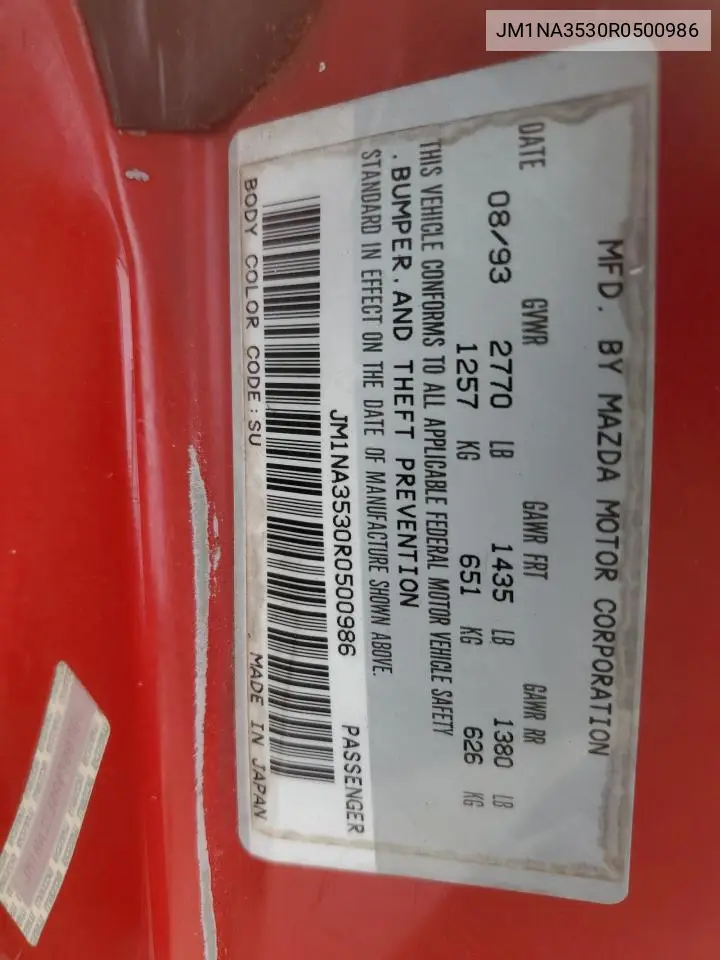 JM1NA3530R0500986
MFD. BY MAZDA MOTOR CORPORATION
DATE GVWR GAWR FRT GAWR RR
08/93 2770 LB 1435 LB 1380 LB
1257 KG 651 KG 626 KG
THIS VEHICLE CONFORMS TO ALL APPLICABLE FEDERAL MOTOR VEHICLE SAFETY
. BUMPER, AND THEFT PREVENTION
STANDARD IN EFFECT ON THE DATE OF MANUFACTURE SHOWN ABOVE.
JM1NA3530R0500986 PASSENGER
BODY COLOR CODE: SU MADE IN JAPAN